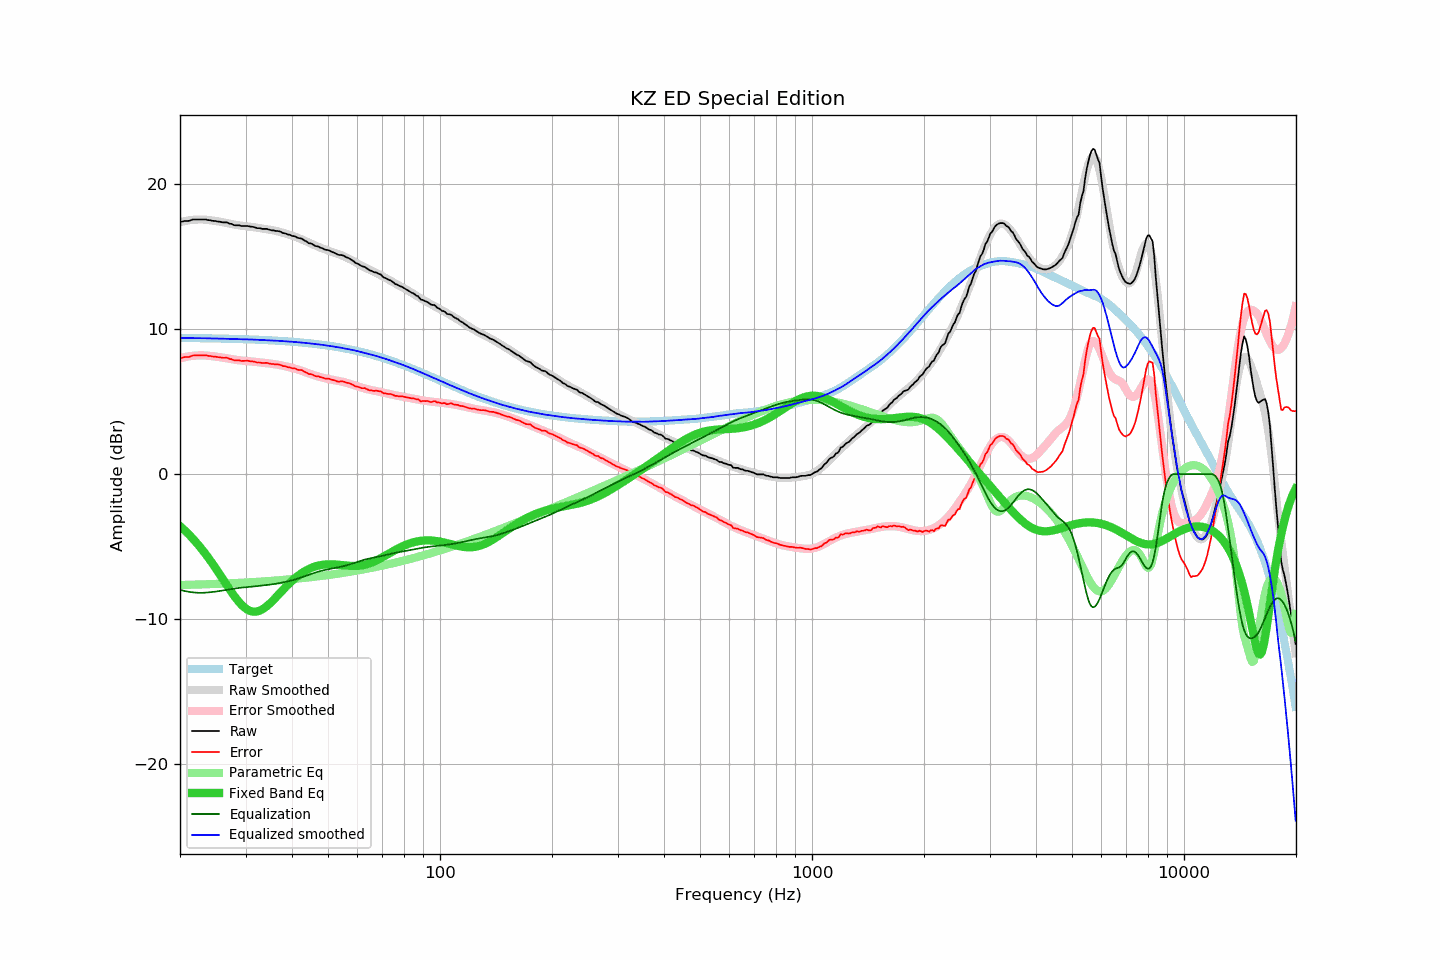 KZ ED Special Edition
20
10
0
−10
−20
Amplitude (dBr)
Target
Raw Smoothed
Error Smoothed
Raw
Error
Parametric Eq
Fixed Band Eq
Equalization
Equalized smoothed
100
1000
10000
Frequency (Hz)